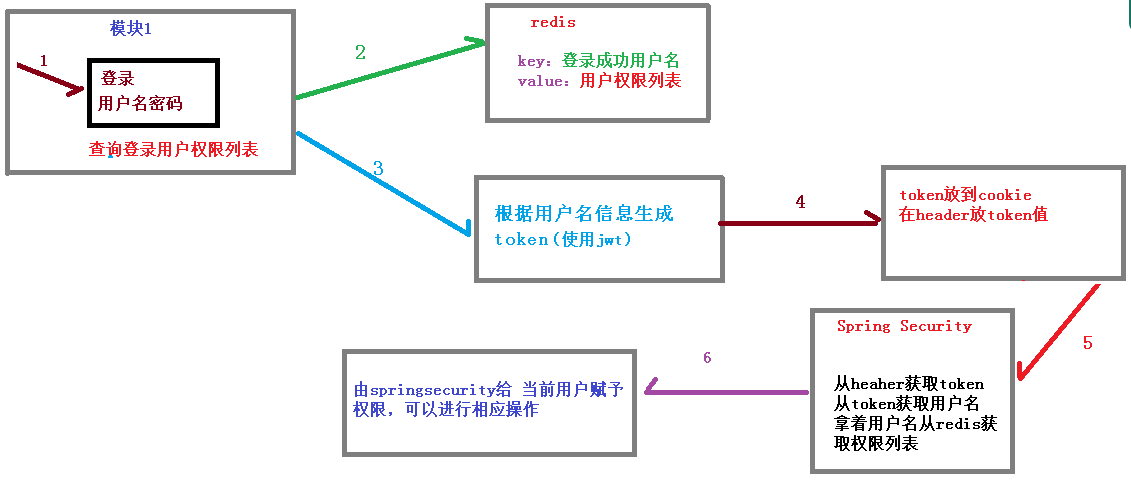 模块1
1
登录
用户名密码
查询登录用户权限列表
2
redis
key：登录成功用户名
value：用户权限列表
3
根据用户名信息生成
token(使用jwt)
4
token放到cookie
在header放token值
5
Spring Security
从heaher获取token
从token获取用户名
拿着用户名从redis获
取权限列表
6
由springsecurity给 当前用户赋予
权限，可以进行相应操作